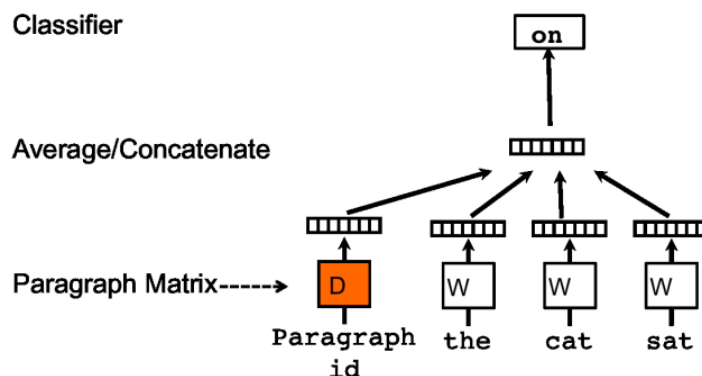 Classifier
on
Average/Concatenate
Paragraph Matrix
D
W
W
W
Paragraph
id
the
cat
sat